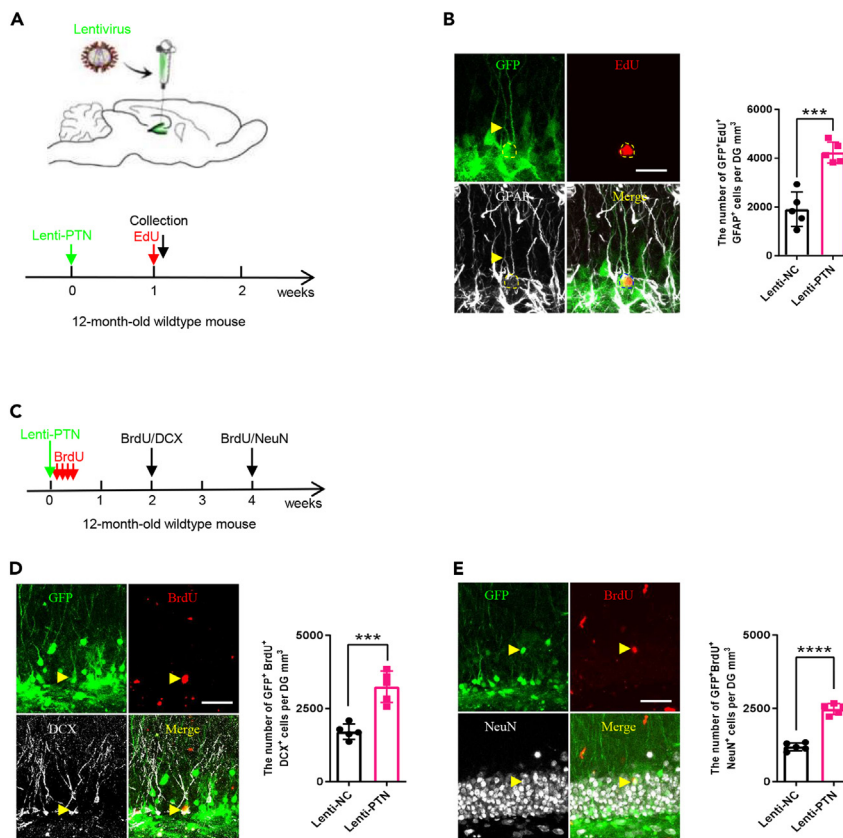 A
Lentivirus
Lenti-PTN
Collection
EdU
0
1
2
weeks
12-month-old wildtype mouse
B
GFP
EdU
GFAP
Merge
The number of GFP⁺EdU⁺
GFAP⁺ cells per DG mm³
6000
4000
2000
0
***
Lenti-NC
Lenti-PTN
C
Lenti-PTN
BrdU
BrdU/DCX
BrdU/NeuN
0
1
2
3
4
weeks
12-month-old wildtype mouse
D
GFP
BrdU
DCX
Merge
The number of GFP⁺ BrdU⁺
DCX⁺ cells per DG mm³
5000
2500
0
***
Lenti-NC
Lenti-PTN
E
GFP
BrdU
NeuN
Merge
The number of GFP⁺BrdU⁺
NeuN⁺ cells per DG mm³
5000
2500
0
****
Lenti-NC
Lenti-PTN